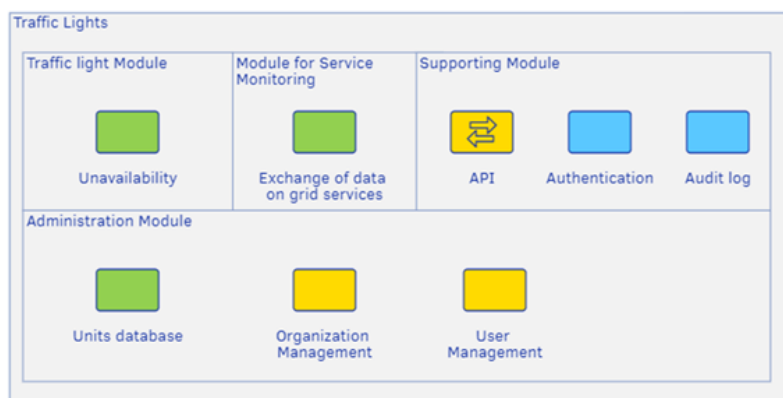 Traffic Lights
Traffic light Module
Unavailability
Module for Service
Monitoring
Exchange of data
on grid services
Supporting Module
API
Authentication
Audit log
Administration Module
Units database
Organization
Management
User
Management